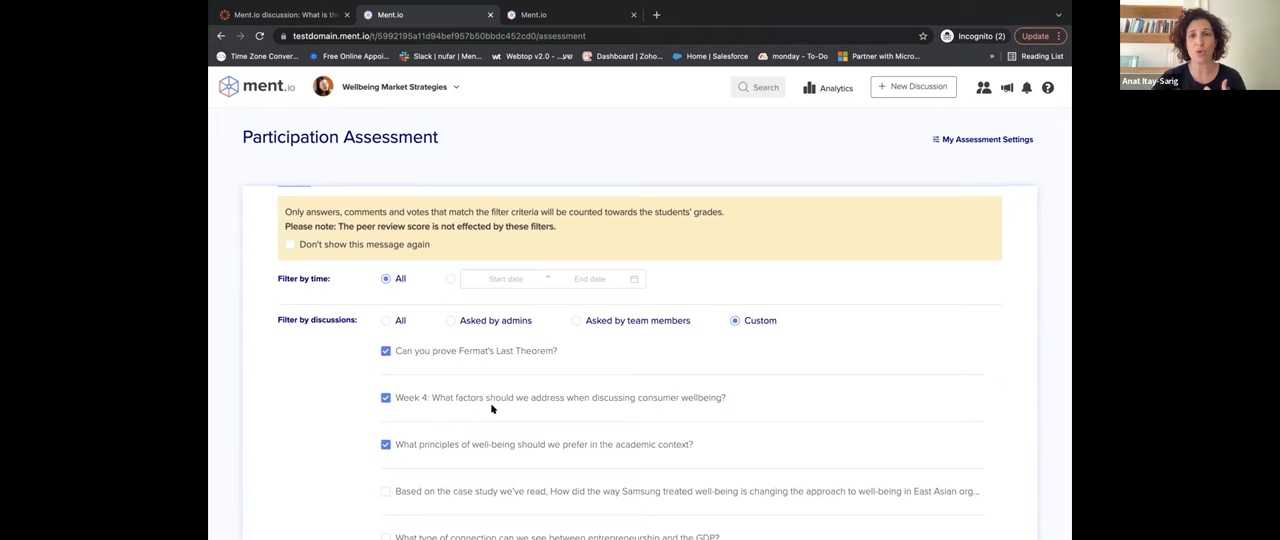 Ment.io discussion: What is the
Ment.io
Ment.io
testdomain.ment.io/t/5992195a11d94bef957b50bbdc452cd0/assessment
Incognito (2)
Update
Time Zone Conver...
Free Online Appoi...
Slack | nufar | Men...
Webtop v2.0 -
Dashboard | Zoho...
Home | Salesforce
monday - To-Do
Partner with Micro...
»
Reading List
ment.io
Wellbeing Market Strategies
Search
Analytics
+ New Discussion
Participation Assessment
My Assessment Settings
Only answers, comments and votes that match the filter criteria will be counted towards the students' grades.
Please note: The peer review score is not effected by these filters.
Don't show this message again
Filter by time:
All
Start date
~
End date
Filter by discussions:
All
Asked by admins
Asked by team members
Custom
Can you prove Fermat's Last Theorem?
Week 4: What factors should we address when discussing consumer wellbeing?
What principles of well-being should we prefer in the academic context?
Based on the case study we've read, How did the way Samsung treated well-being is changing the approach to well-being in East Asian org...
What type of connection can we see between entrepreneurship and the GDP?
Anat Itay-Sarig